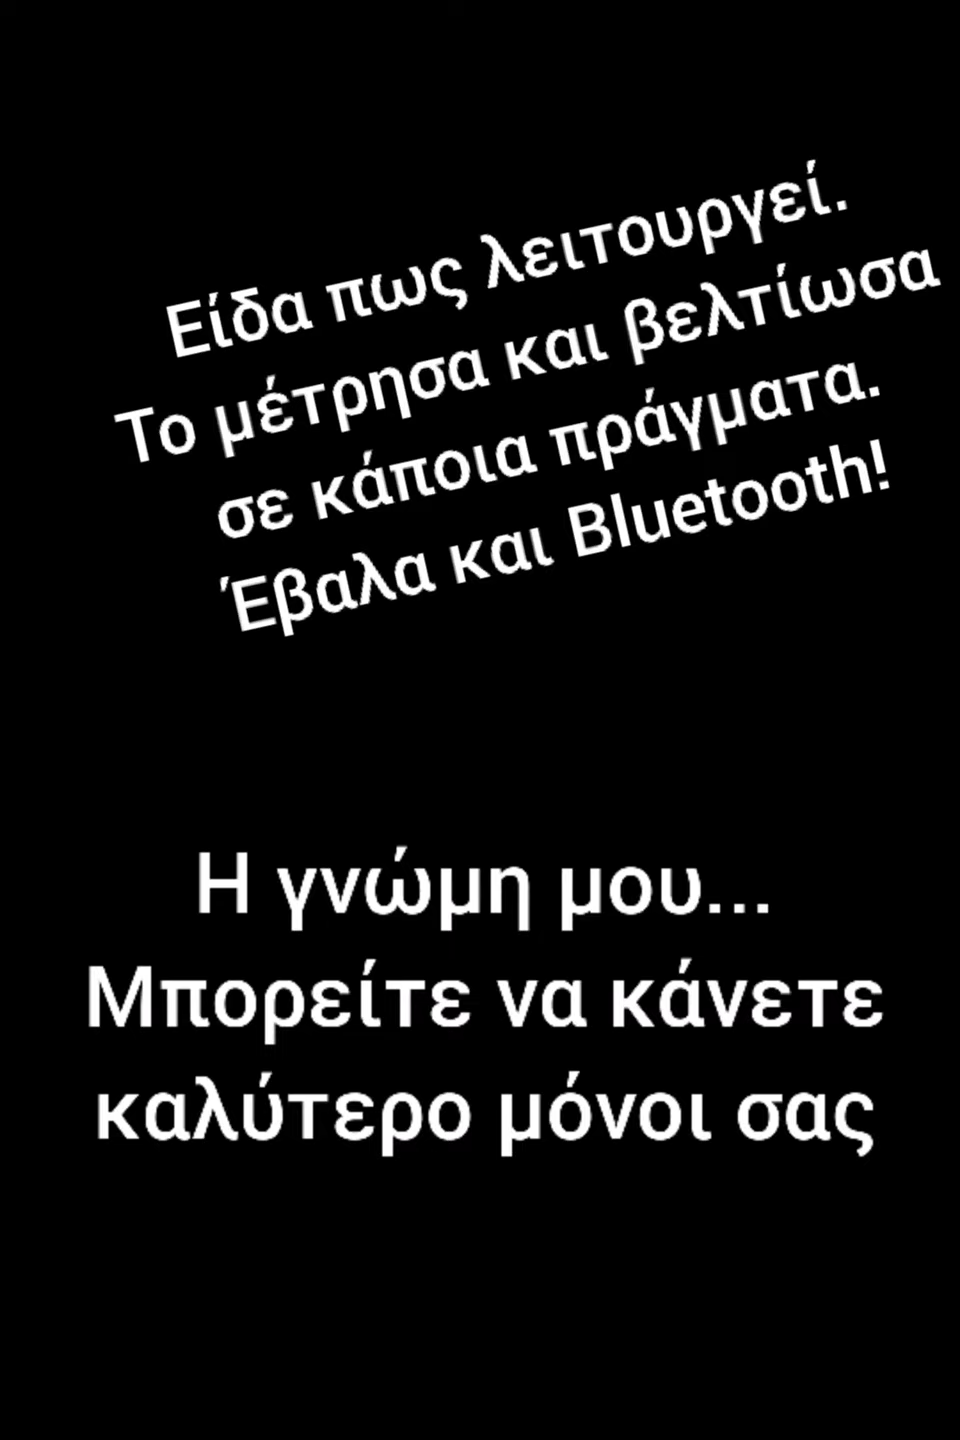 Είδα πως λειτουργεί.
Το μέτρησα και βελτίωσα
σε κάποια πράγματα.
Έβαλα και Bluetooth!
Η γνώμη μου...
Μπορείτε να κάνετε
καλύτερο μόνοι σας